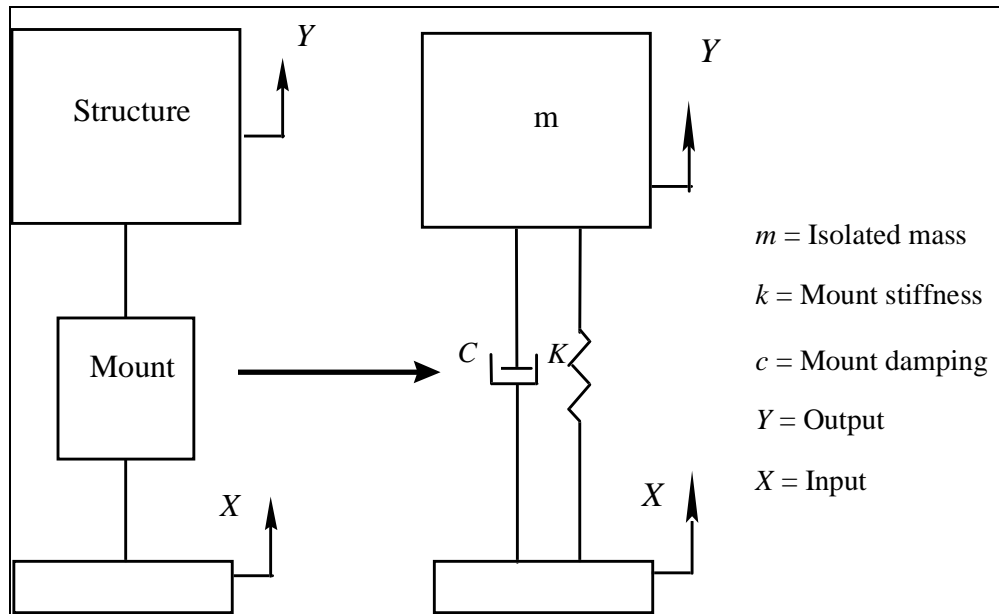 Structure
Y
Mount
X
m
Y
C
K
X
m = Isolated mass
k = Mount stiffness
c = Mount damping
Y = Output
X = Input